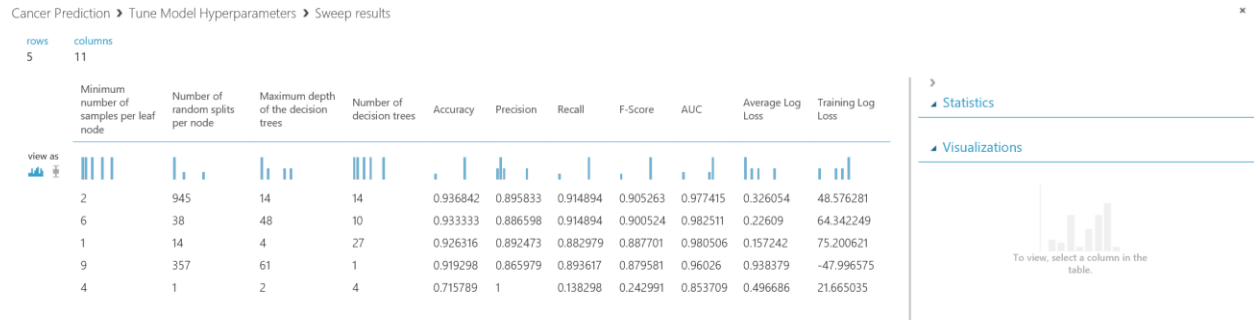 Cancer Prediction > Tune Model Hyperparameters > Sweep results
rows columns
5 11
Minimum number of samples per leaf node Number of random splits per node Maximum depth of the decision trees Number of decision trees Accuracy Precision Recall F-Score AUC Average Log Loss Training Log Loss
view as
2 945 14 14 0.936842 0.895833 0.914894 0.905263 0.977415 0.326054 48.576281
6 38 48 10 0.933333 0.886598 0.914894 0.900524 0.982511 0.22609 64.342249
1 14 4 27 0.926316 0.892473 0.882979 0.887701 0.980506 0.157242 75.200621
9 357 61 1 0.919298 0.865979 0.893617 0.879581 0.96026 0.938379 -47.996575
4 1 2 4 0.715789 1 0.138298 0.242991 0.853709 0.496686 21.665035
Statistics
Visualizations
To view, select a column in the
table.